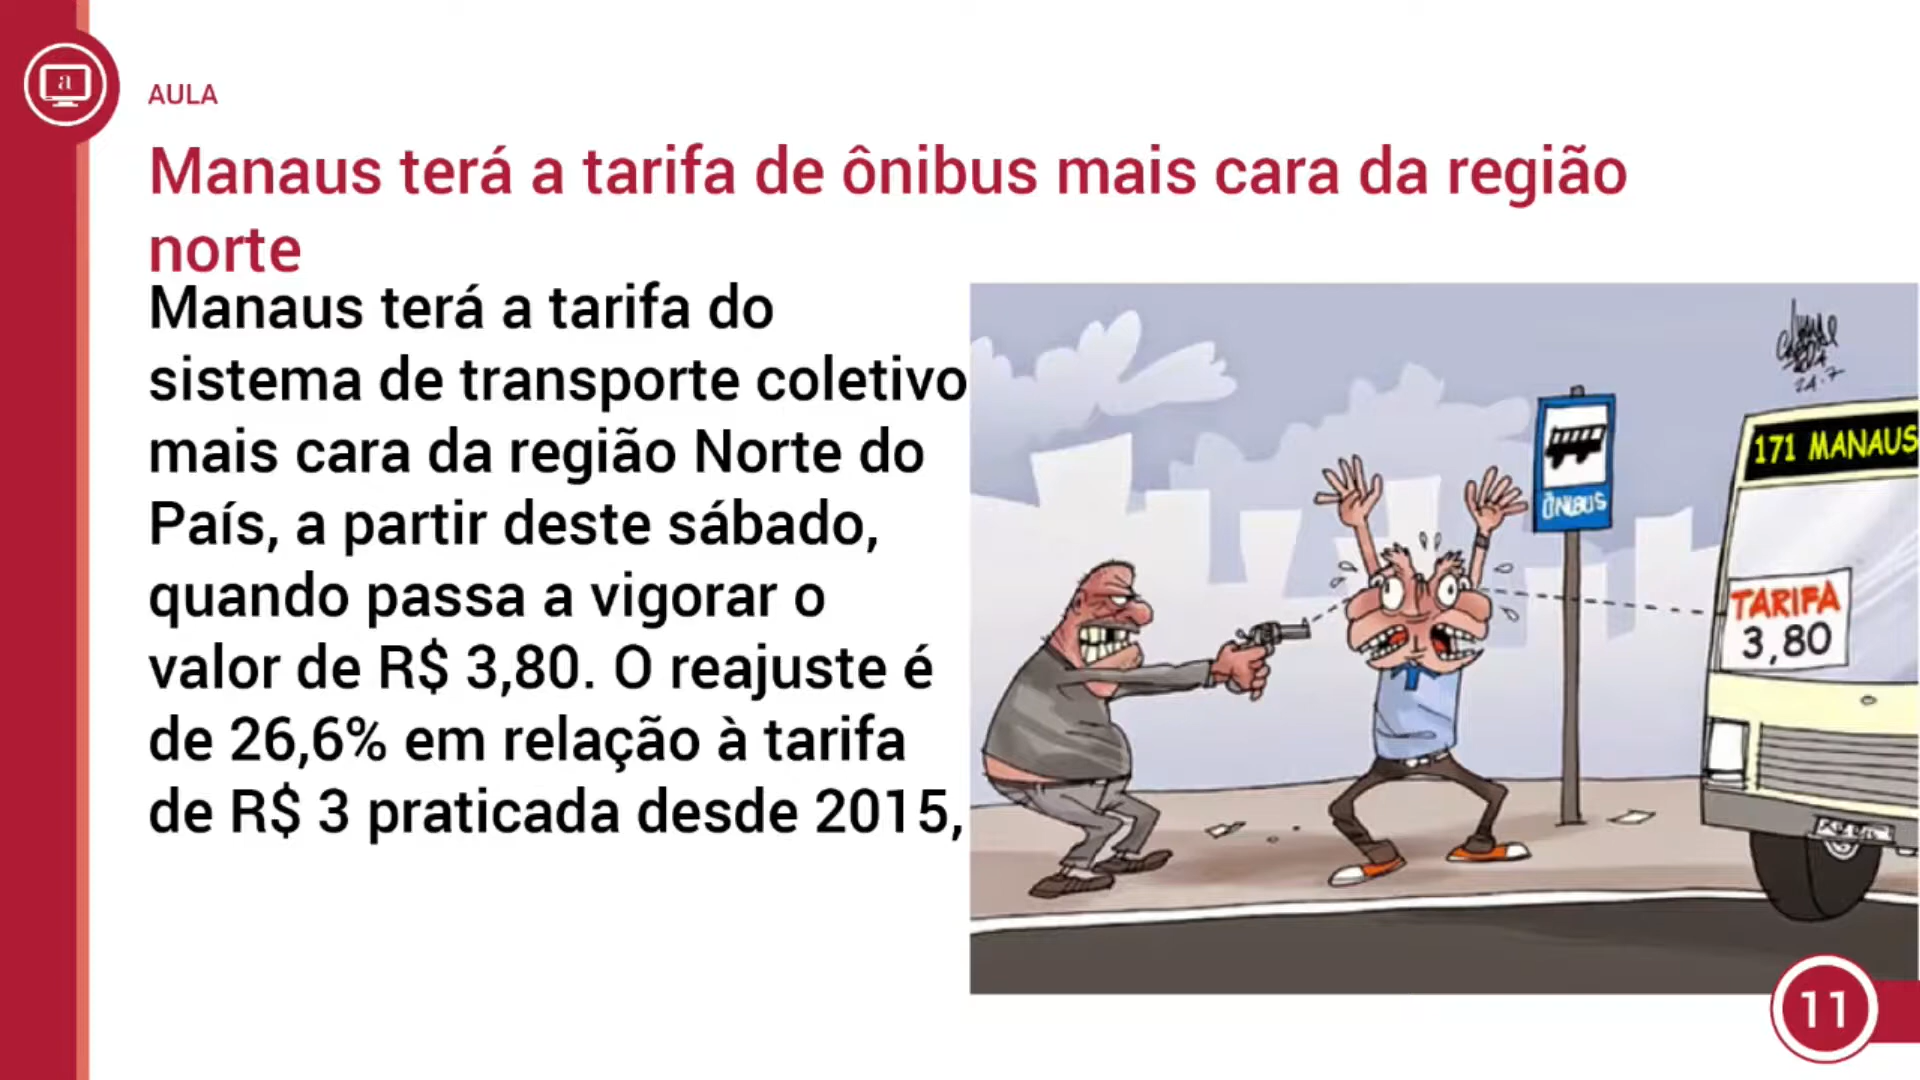 a
AULA
Manaus terá a tarifa de ônibus mais cara da região
norte
Manaus terá a tarifa do
sistema de transporte coletivo
mais cara da região Norte do
País, a partir deste sábado,
quando passa a vigorar o
valor de R$ 3,80. O reajuste é
de 26,6% em relação à tarifa
de R$ 3 praticada desde 2015,
24.7
ÔNIBUS
171 MANAUS
TARIFA
3,80
11